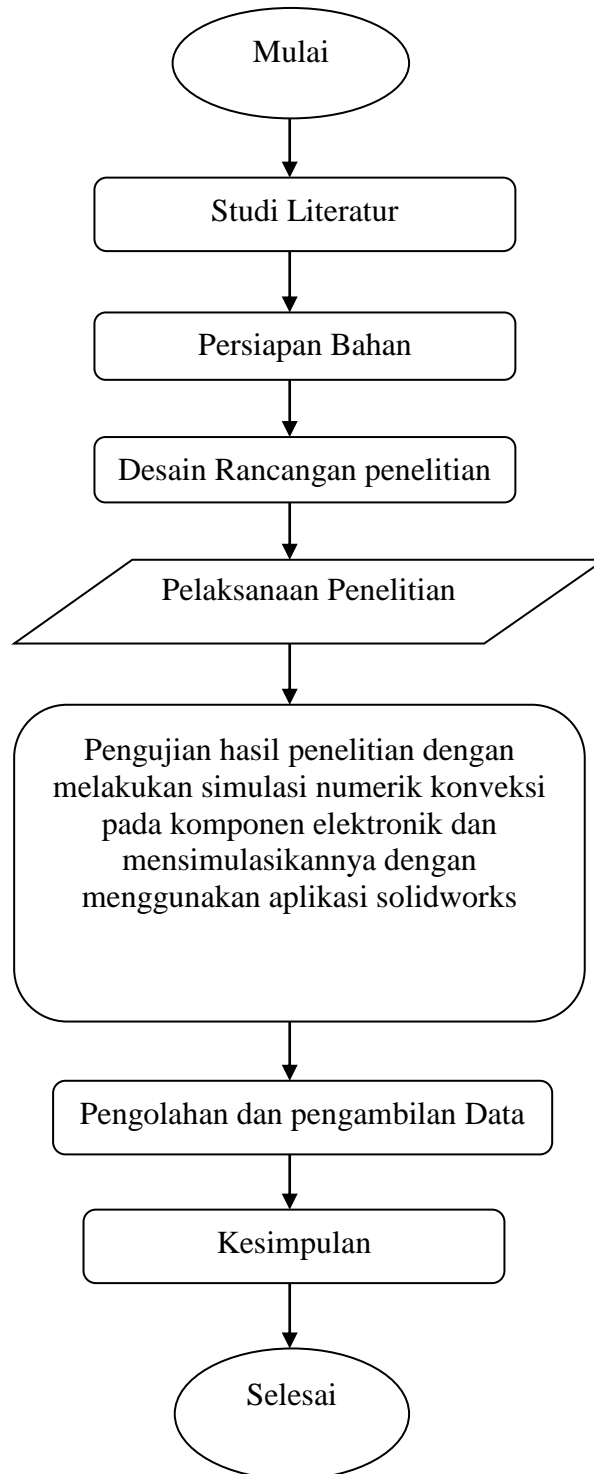 Mulai
Studi Literatur
Persiapan Bahan
Desain Rancangan penelitian
Pelaksanaan Penelitian
Pengujian hasil penelitian dengan
melakukan simulasi numerik konveksi
pada komponen elektronik dan
mensimulasikannya dengan
menggunakan aplikasi solidworks
Pengolahan dan pengambilan Data
Kesimpulan
Selesai